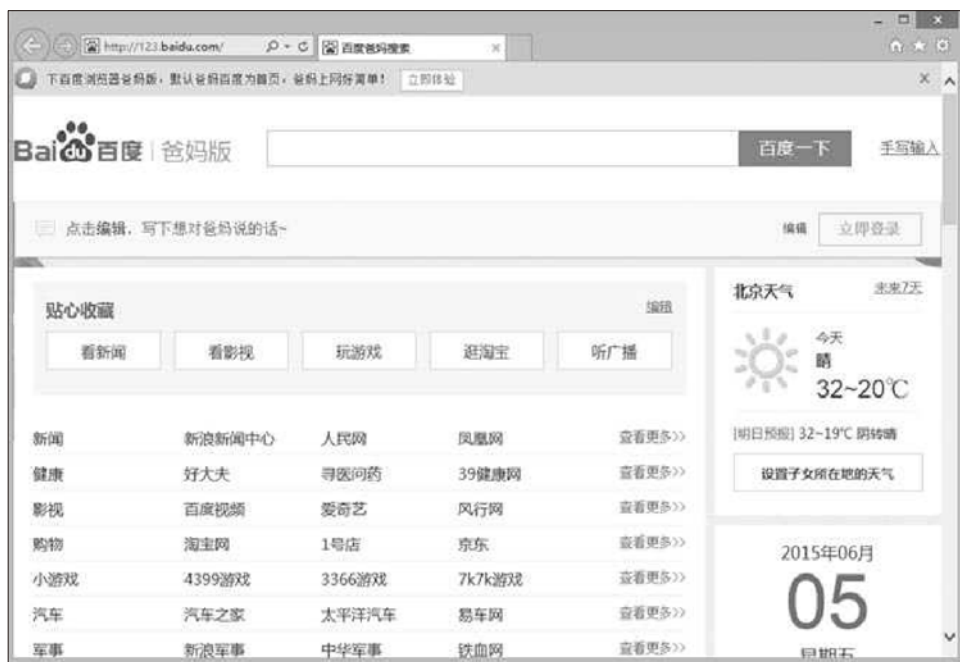 http://123.baidu.com/
百度爸妈搜索
下百度浏览器爸妈版，默认爸妈百度为首页，爸妈上网好简单！ 立即体验
Baidu百度 爸妈版 百度一下 手写输入
点击编辑，写下想对爸妈说的话~ 编辑 立即登录
贴心收藏 编辑
看新闻 看影视 玩游戏 逛淘宝 听广播
新闻 新浪新闻中心 人民网 凤凰网 查看更多>>
健康 好大夫 寻医问药 39健康网 查看更多>>
影视 百度视频 爱奇艺 风行网 查看更多>>
购物 淘宝网 1号店 京东 查看更多>>
小游戏 4399游戏 3366游戏 7k7k游戏 查看更多>>
汽车 汽车之家 太平洋汽车 易车网 查看更多>>
军事 新浪军事 中华军事 铁血网 查看更多>>
北京天气 未来7天
今天
晴
32~20℃
[明日预报] 32~19℃ 阴转晴
设置子女所在地的天气
2015年06月
05
星期五